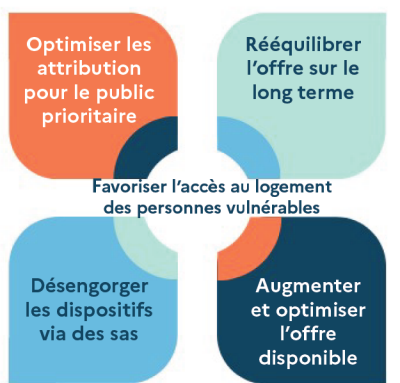 Optimiser les
attribution
pour le public
prioritaire
Rééquilibrer
l'offre sur le
long terme
Favoriser l'accès au logement
des personnes vulnérables
Désengorger
les dispositifs
via des sas
Augmenter
et optimiser
l'offre
disponible